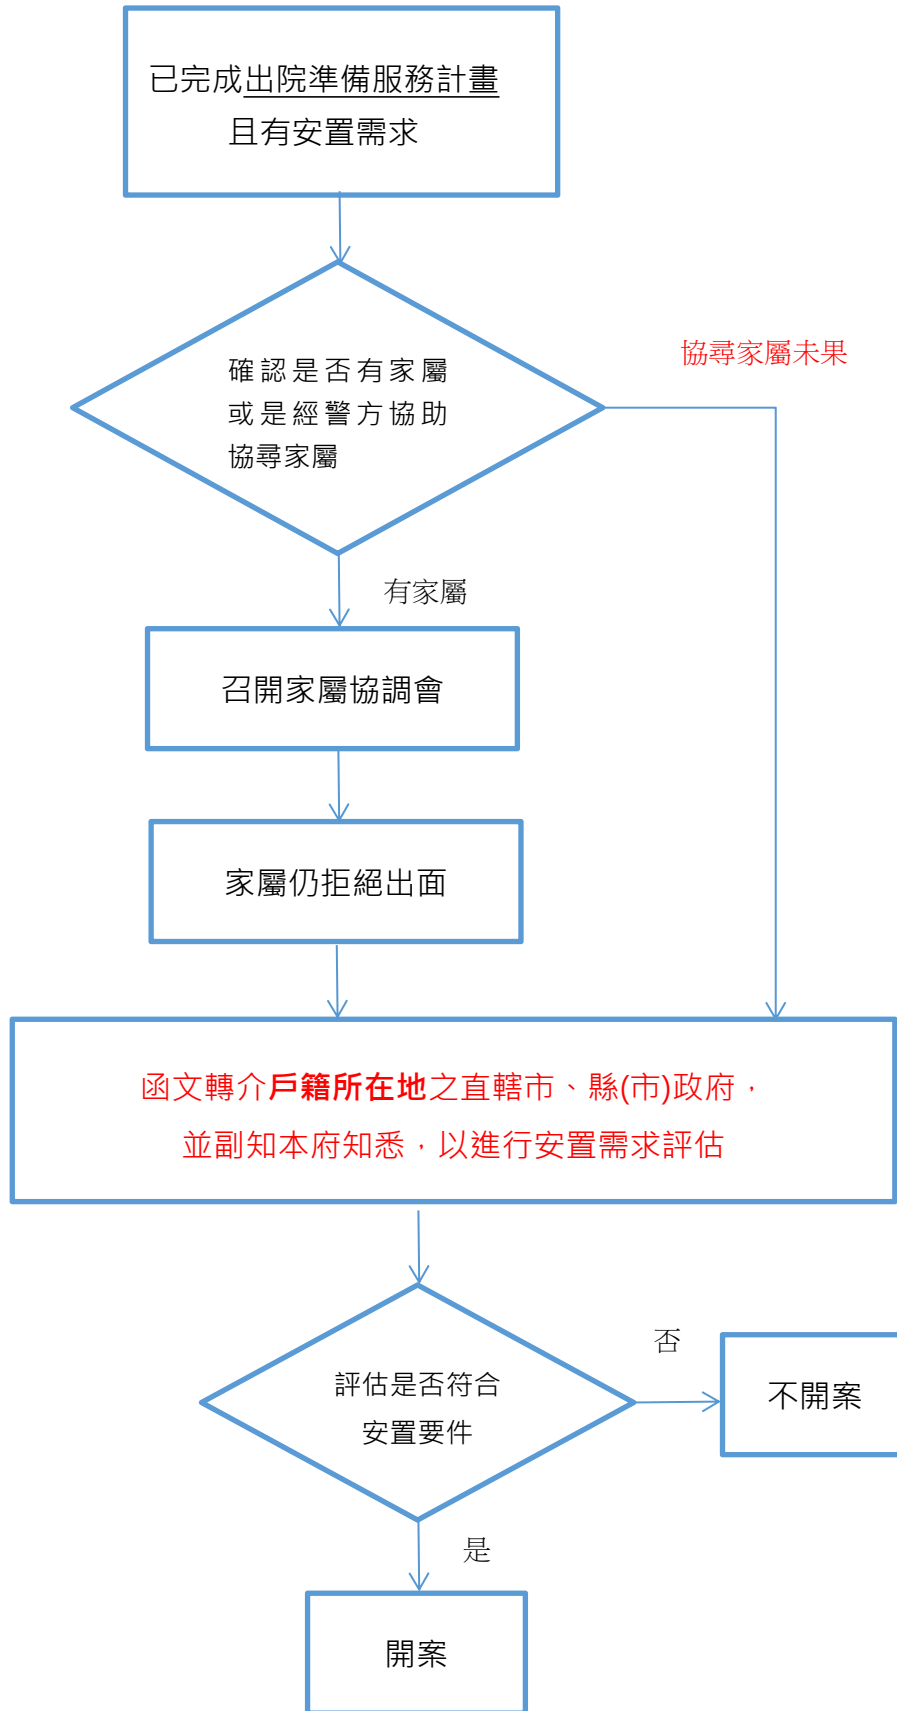 已完成出院準備服務計畫
且有安置需求
確認是否有家屬
或是經警方協助
協尋家屬
協尋家屬未果
有家屬
召開家屬協調會
家屬仍拒絕出面
函文轉介戶籍所在地之直轄市、縣(市)政府，
並副知本府知悉，以進行安置需求評估
評估是否符合
安置要件
否
不開案
是
開案